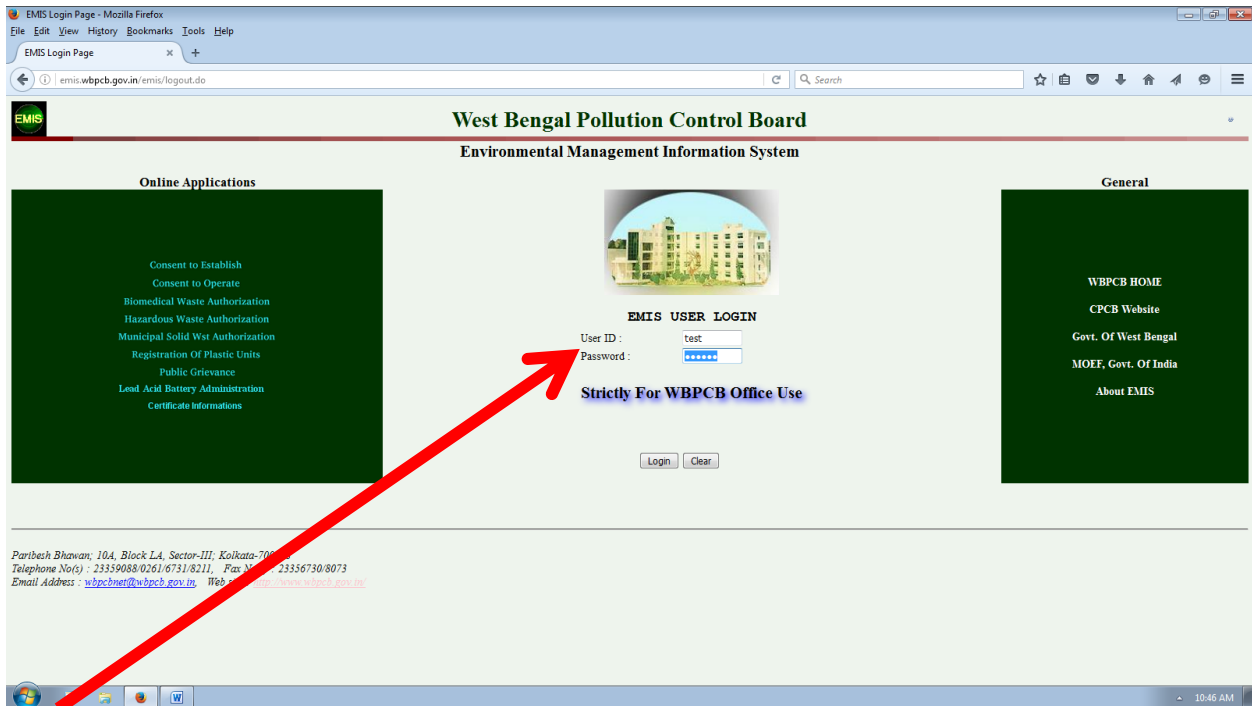 EMIS Login Page - Mozilla Firefox
File Edit View History Bookmarks Tools Help
EMIS Login Page × +
emis.wbpcb.gov.in/emis/logout.do
Search
EMIS
West Bengal Pollution Control Board
Environmental Management Information System
Online Applications
Consent to Establish
Consent to Operate
Biomedical Waste Authorization
Hazardous Waste Authorization
Municipal Solid Wst Authorization
Registration Of Plastic Units
Public Grievance
Lead Acid Battery Administration
Certificate Informations
EMIS USER LOGIN
User ID : test
Password : ••••••
Strictly For WBPCB Office Use
Login Clear
General
WBPCB HOME
CPCB Website
Govt. Of West Bengal
MOEF, Govt. Of India
About EMIS
Paribesh Bhawan; 10A, Block LA, Sector-III; Kolkata-
Telephone No(s) : 23359088/0261/6731/8211, Fax : 23356730/8073
Email Address : wbpcbnet@wbpcb.gov.in, Web http://www.wbpcb.gov.in/
10:46 AM